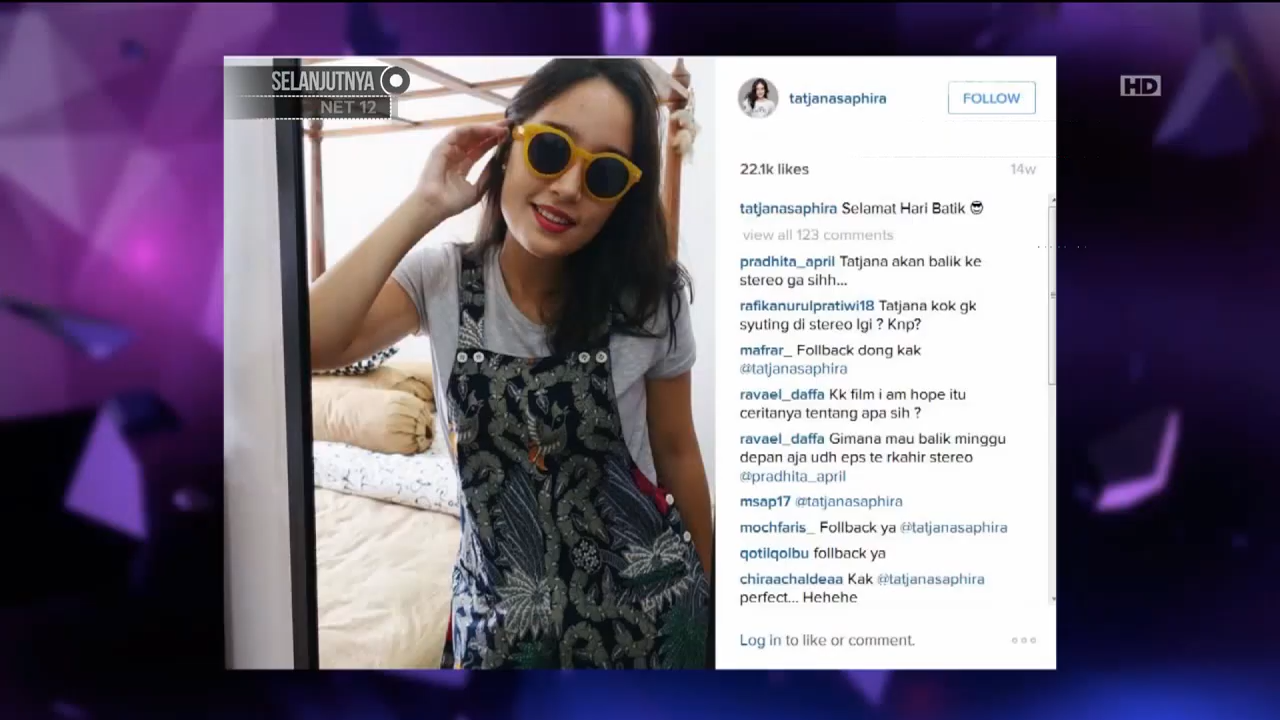 SELANJUTNYA
NET 12
HD
tatjanasaphira
FOLLOW
22.1k likes
14w
tatjanasaphira Selamat Hari Batik 😎
view all 123 comments
pradhita_april Tatjana akan balik ke
stereo ga sihh...
rafikanurulpratiwi18 Tatjana kok gk
syuting di stereo lgi ? Knp?
mafrar_ Follback dong kak
@tatjanasaphira
ravael_daffa Kk film i am hope itu
ceritanya tentang apa sih ?
ravael_daffa Gimana mau balik minggu
depan aja udh eps te rkahir stereo
@pradhita_april
msap17 @tatjanasaphira
mochfaris_ Follback ya @tatjanasaphira
qotilqolbu follback ya
chiraachaldeaa Kak @tatjanasaphira
perfect... Hehehe
Log in to like or comment.